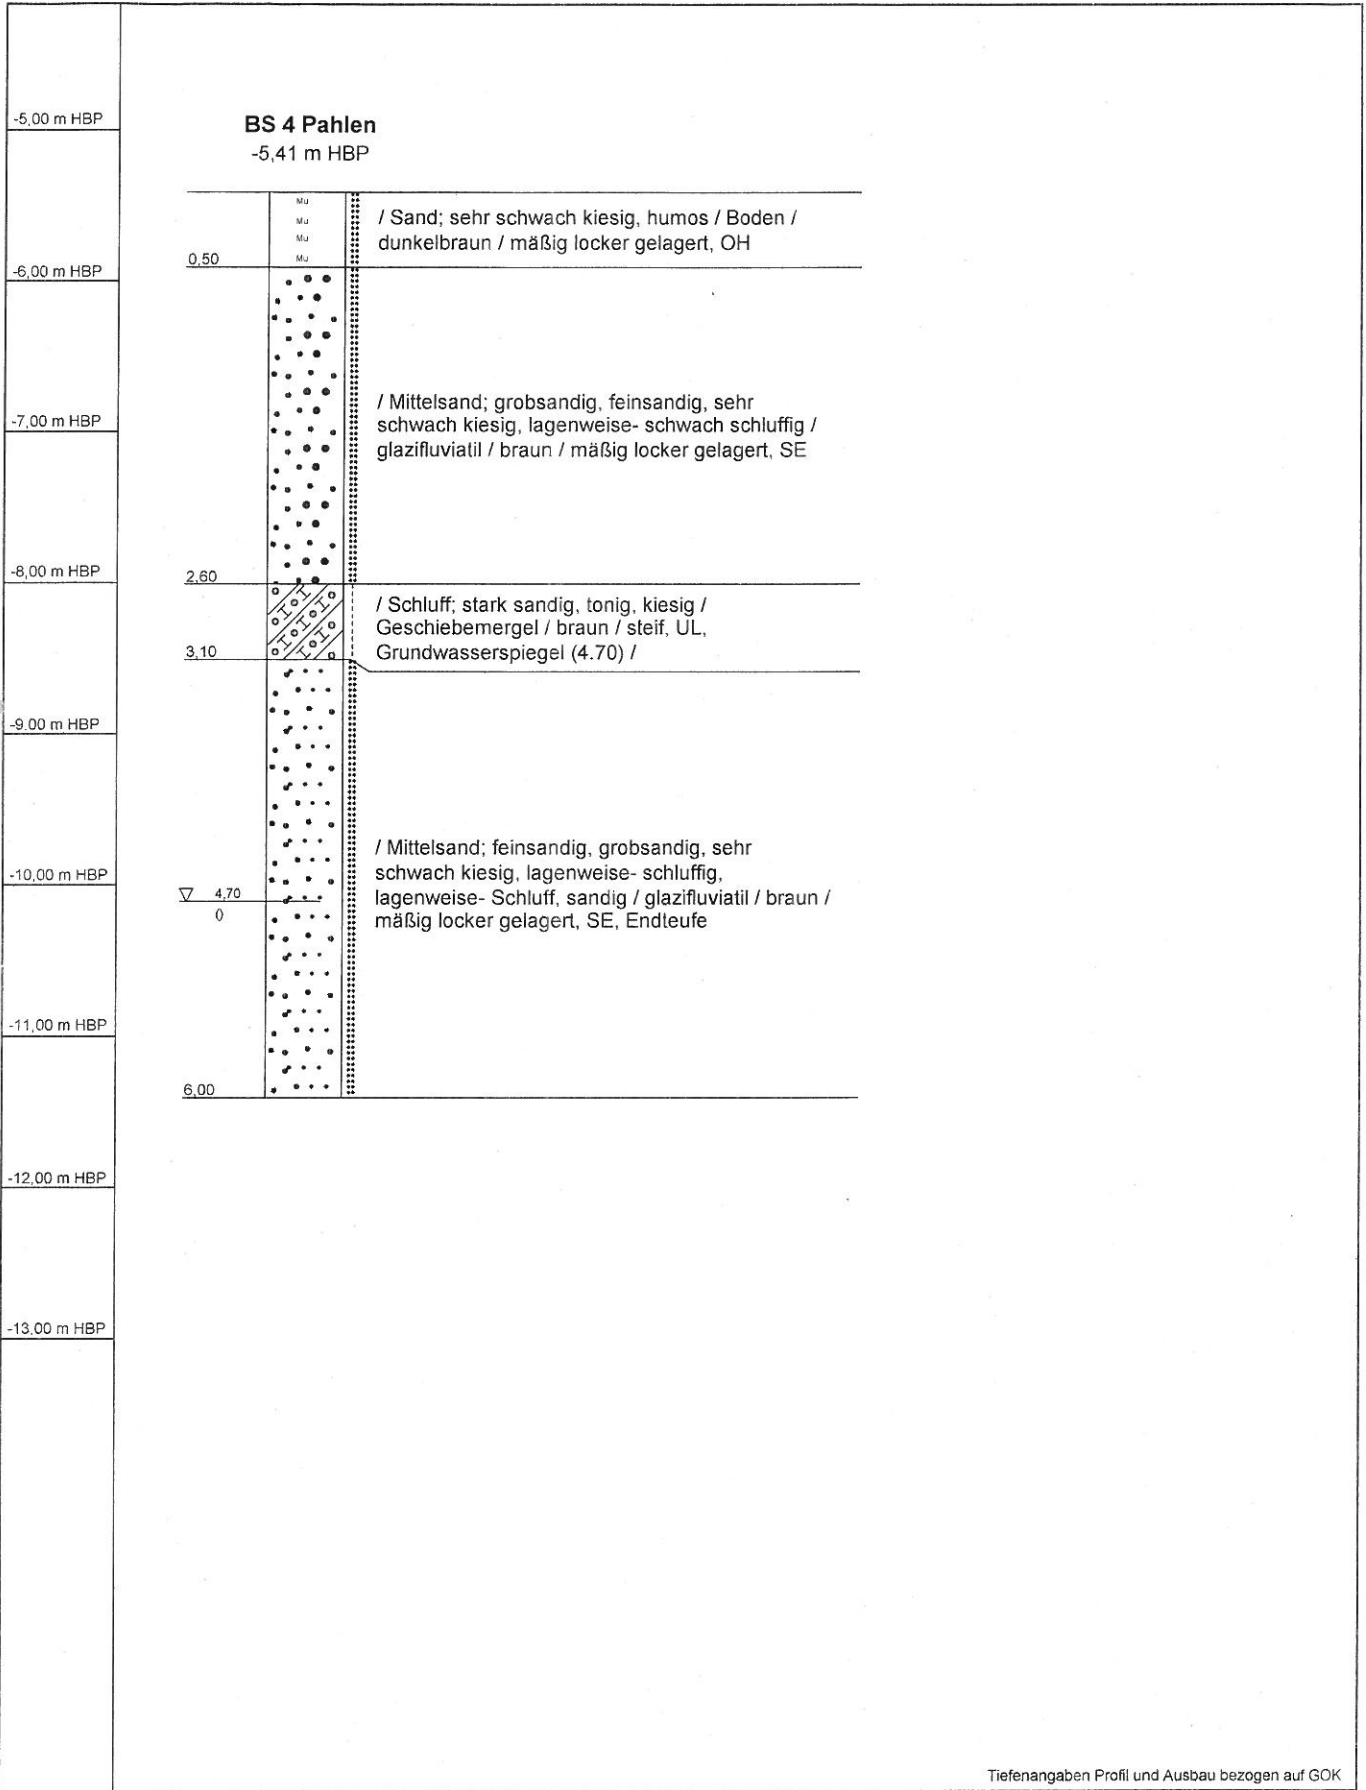 -5,00 m HBP
BS 4 Pahlen
-5,41 m HBP
Mu
Mu
Mu
Mu
/ Sand; sehr schwach kiesig, humos / Boden /
dunkelbraun / mäßig locker gelagert, OH
0,50
-6,00 m HBP
/ Mittelsand; grobsandig, feinsandig, sehr
schwach kiesig, lagenweise- schwach schluffig /
glazifluviatil / braun / mäßig locker gelagert, SE
-7,00 m HBP
-8,00 m HBP
2,60
/ Schluff; stark sandig, tonig, kiesig /
Geschiebemergel / braun / steif, UL,
Grundwasserspiegel (4.70) /
3,10
-9.00 m HBP
/ Mittelsand; feinsandig, grobsandig, sehr
schwach kiesig, lagenweise- schluffig,
lagenweise- Schluff, sandig / glazifluviatil / braun /
mäßig locker gelagert, SE, Endteufe
-10,00 m HBP
4,70
0
-11,00 m HBP
6,00
-12,00 m HBP
-13.00 m HBP
Tiefenangaben Profil und Ausbau bezogen auf GOK